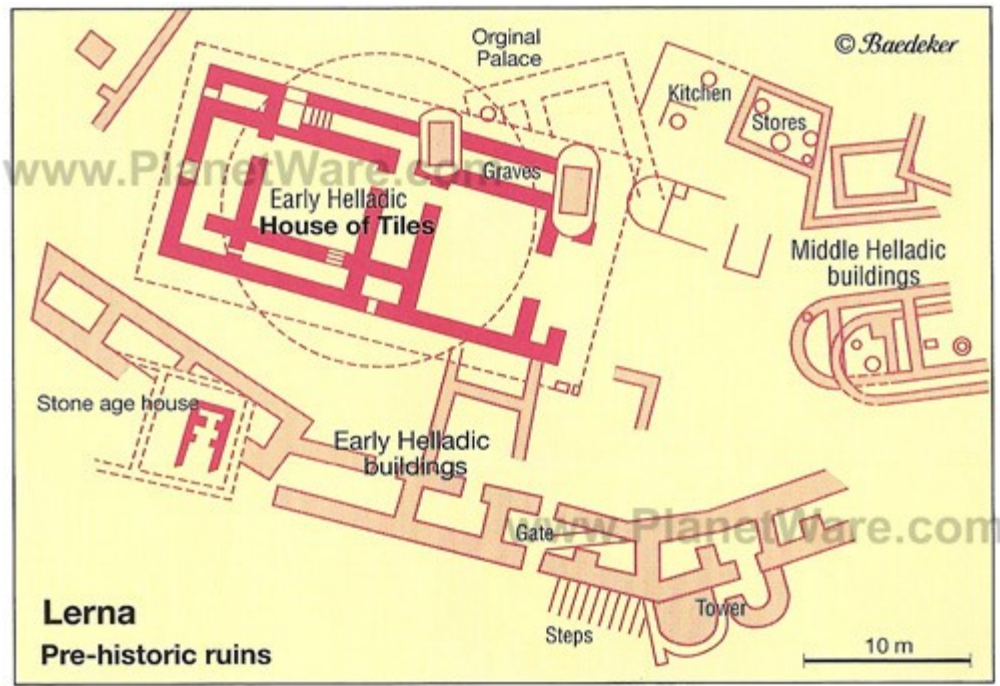 © Baedeker
Orginal
Palace
Kitchen
Stores
www.PlanetWare.com
Graves
Early Helladic
House of Tiles
Middle Helladic
buildings
Stone age house
Early Helladic
buildings
Gate
www.PlanetWare.com
Tower
Steps
Lerna
Pre-historic ruins
10 m